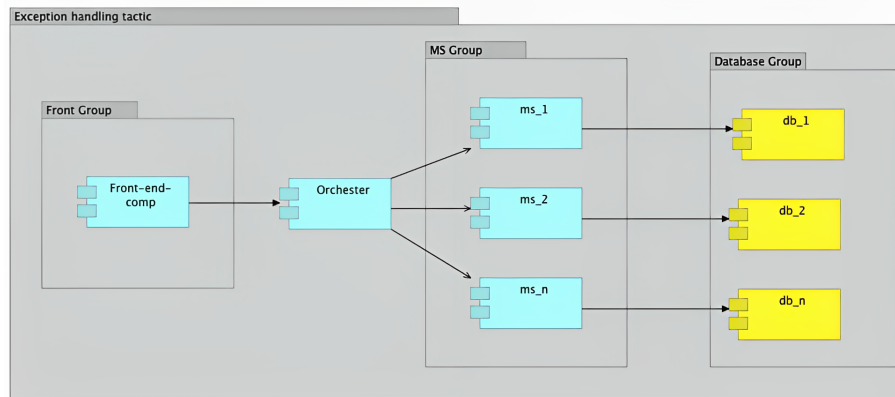 Exception handling tactic
MS Group
Database Group
Front Group
ms_1
db_1
Front-end-
comp
Orchester
ms_2
db_2
ms_n
db_n